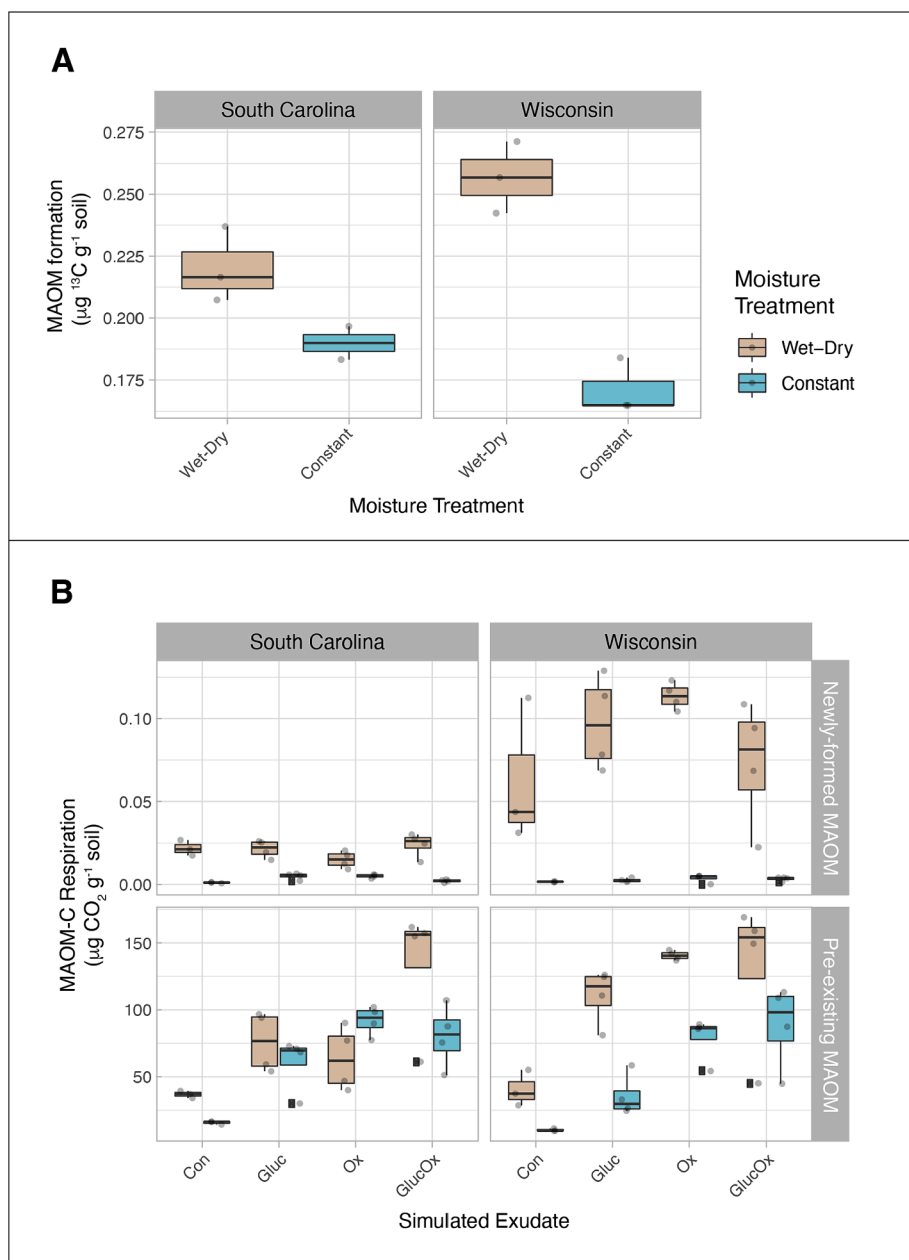 A
South Carolina
Wisconsin
0.275
0.250
0.225
0.200
0.175
MAOM formation
(µg ¹³C g⁻¹ soil)
Wet-Dry
Constant
Wet-Dry
Constant
Moisture Treatment
Moisture
Treatment
Wet−Dry
Constant
B
South Carolina
Wisconsin
0.10
0.05
0.00
150
100
50
MAOM-C Respiration
(µg CO₂ g⁻¹ soil)
Newly-formed MAOM
Pre-existing MAOM
Con
Gluc
Ox
GlucOx
Con
Gluc
Ox
GlucOx
Simulated Exudate